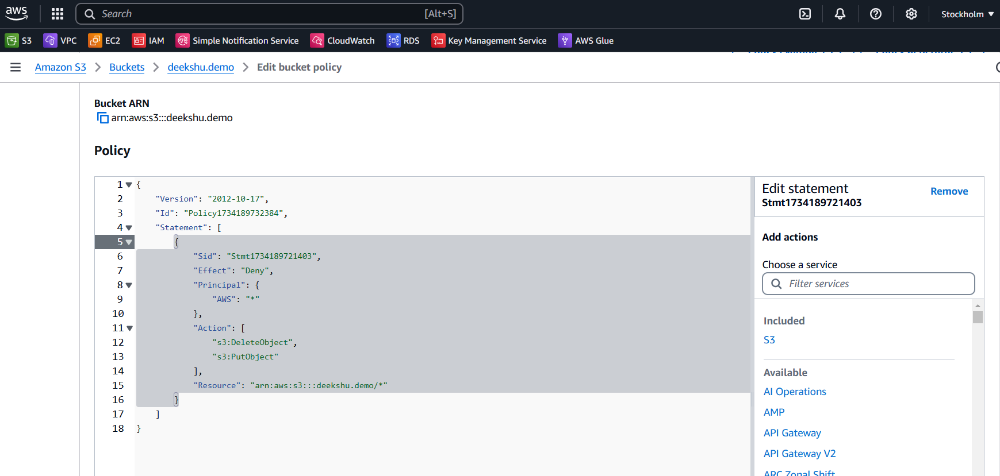 aws
Search [Alt+S]
Stockholm
S3 VPC EC2 IAM Simple Notification Service CloudWatch RDS Key Management Service AWS Glue
Amazon S3 Buckets deekshu.demo Edit bucket policy
Bucket ARN
arn:aws:s3:::deekshu.demo
Policy
1 {
2 "Version": "2012-10-17",
3 "Id": "Policy1734189732384",
4 "Statement": [
5 {
6 "Sid": "Stmt1734189721403",
7 "Effect": "Deny",
8 "Principal": {
9 "AWS": "*"
10 },
11 "Action": [
12 "s3:DeleteObject",
13 "s3:PutObject"
14 ],
15 "Resource": "arn:aws:s3:::deekshu.demo/*"
16 }
17 ]
18 }
Edit statement
Remove
Stmt1734189721403
Add actions
Choose a service
Filter services
Included
S3
Available
AI Operations
AMP
API Gateway
API Gateway V2
ARC Zonal Shift